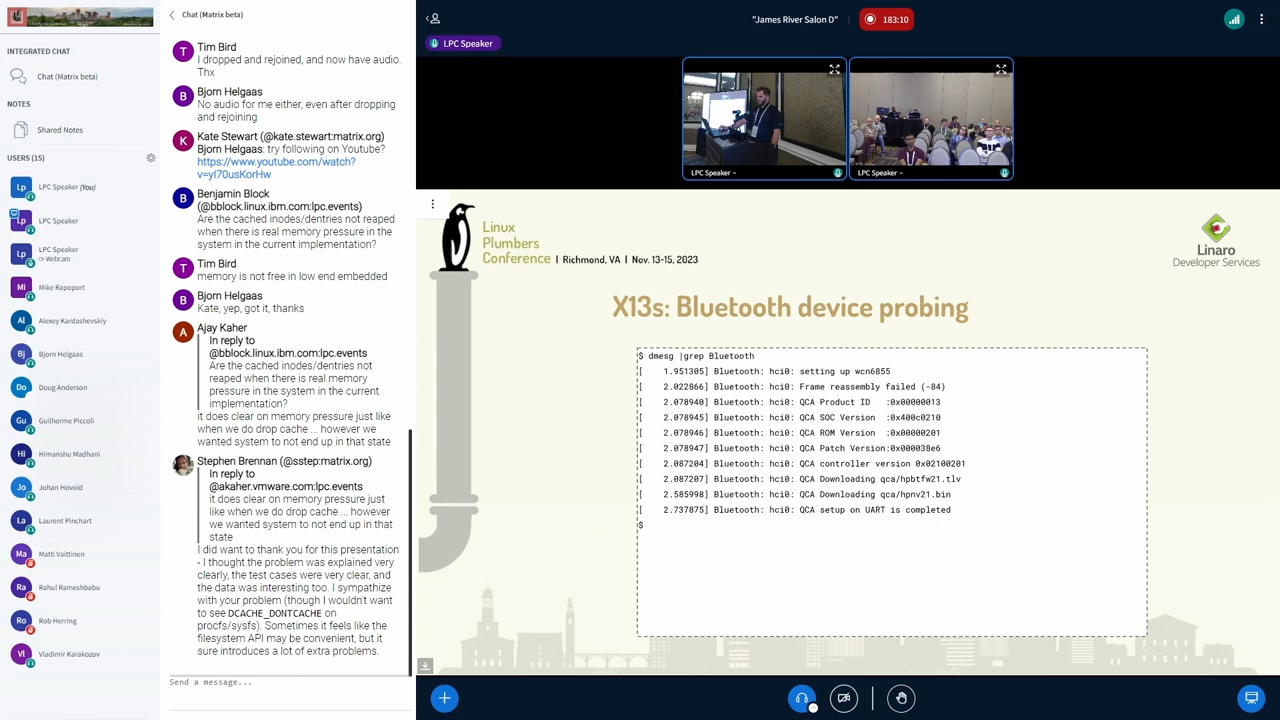 INTEGRATED CHAT
Chat (Matrix beta)
NOTES
Shared Notes
USERS (15)
Lp LPC Speaker (You)
Lp LPC Speaker
Lp LPC Speaker
Webcam
Mi Mike Rapoport
Al Alexey Kardashevskiy
Bj Bjorn Helgaas
Do Doug Anderson
Gu Guilherme Piccoli
Hi Himanshu Madhani
Jo Johan Hovold
La Laurent Pinchart
Ma Matti Vaittinen
Ra Rahul Rameshbabu
Ro Rob Herring
Vl Vladimir Karakozov
Chat (Matrix beta)
T Tim Bird
I dropped and rejoined, and now have audio.
Thx
B Bjorn Helgaas
No audio for me either, even after dropping
and rejoining
K Kate Stewart (@kate.stewart:matrix.org)
Bjorn Helgaas: try following on Youtube?
https://www.youtube.com/watch?
v=yI70usKorHw
B Benjamin Block
(@bblock.linux.ibm.com:lpc.events)
Are the cached inodes/dentries not reaped
when there is real memory pressure in the
system in the current implementation?
T Tim Bird
memory is not free in low end embedded
B Bjorn Helgaas
Kate, yep, got it, thanks
A Ajay Kaher
In reply to
@bblock.linux.ibm.com:lpc.events
Are the cached inodes/dentries not
reaped when there is real memory
pressure in the system in the current
implementation?
it does clear on memory pressure just like
when we do drop cache ... however we
wanted system to not end up in that state
Stephen Brennan (@sstep:matrix.org)
In reply to
@akaher.vmware.com:lpc.events
it does clear on memory pressure just
like when we do drop cache ... however
we wanted system to not end up in that
state
I did want to thank you for this presentation
- I thought the problem was explained very
clearly, the test cases were very clear, and
the data was interesting too. I sympathize
with your problem (though I wouldn't want
to see DCACHE_DONTCACHE on
procfs/sysfs). Sometimes it feels like the
filesystem API may be convenient, but it
sure introduces a lot of extra problems.
Send a message...
"James River Salon D"
183:10
LPC Speaker
LPC Speaker
LPC Speaker
Linux
Plumbers
Conference | Richmond, VA | Nov. 13-15, 2023
Linaro
Developer Services
X13s: Bluetooth device probing
$ dmesg |grep Bluetooth
[    1.951305] Bluetooth: hci0: setting up wcn6855
[    2.022866] Bluetooth: hci0: Frame reassembly failed (-84)
[    2.078940] Bluetooth: hci0: QCA Product ID   :0x00000013
[    2.078945] Bluetooth: hci0: QCA SOC Version  :0x400c0210
[    2.078946] Bluetooth: hci0: QCA ROM Version  :0x00000201
[    2.078947] Bluetooth: hci0: QCA Patch Version:0x000038e6
[    2.087204] Bluetooth: hci0: QCA controller version 0x02100201
[    2.087207] Bluetooth: hci0: QCA Downloading qca/hpbtfw21.tlv
[    2.585998] Bluetooth: hci0: QCA Downloading qca/hpnv21.bin
[    2.737875] Bluetooth: hci0: QCA setup on UART is completed
$